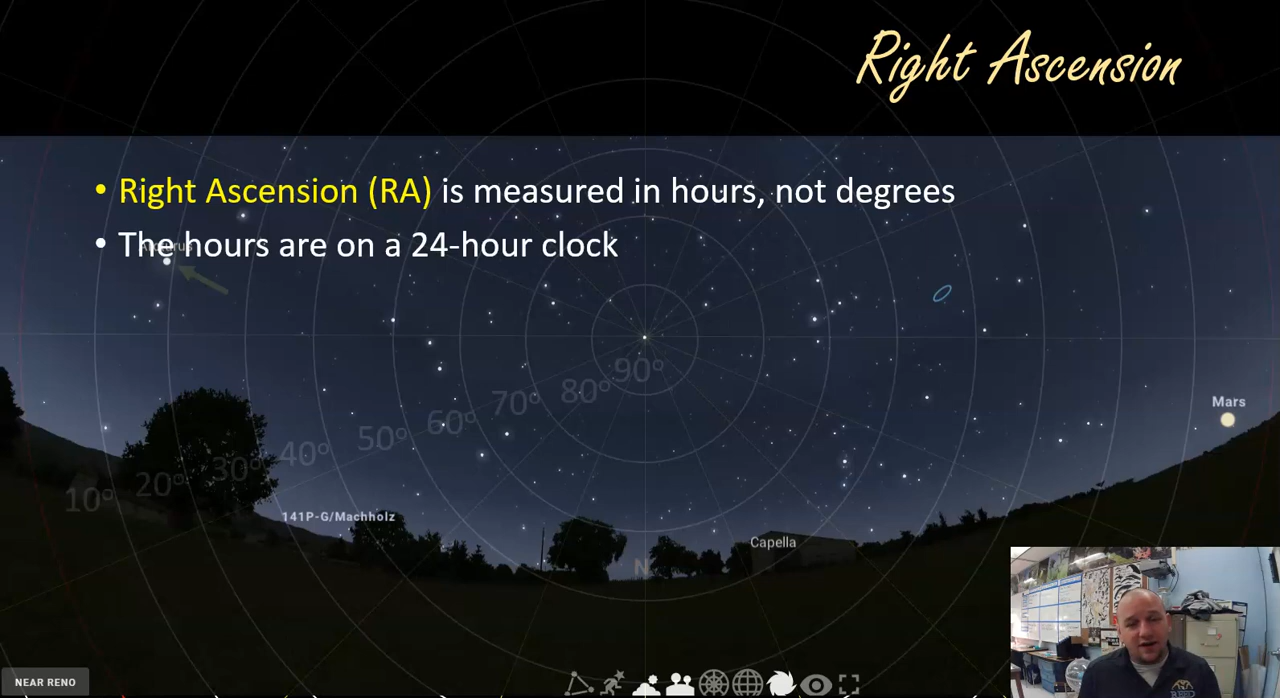 Right Ascension
• Right Ascension (RA) is measured in hours, not degrees
• The hours are on a 24-hour clock
Arcturus
90°
80°
70°
60°
50°
40°
30°
20°
10°
Mars
141P-G/Machholz
Capella
N
NEAR RENO